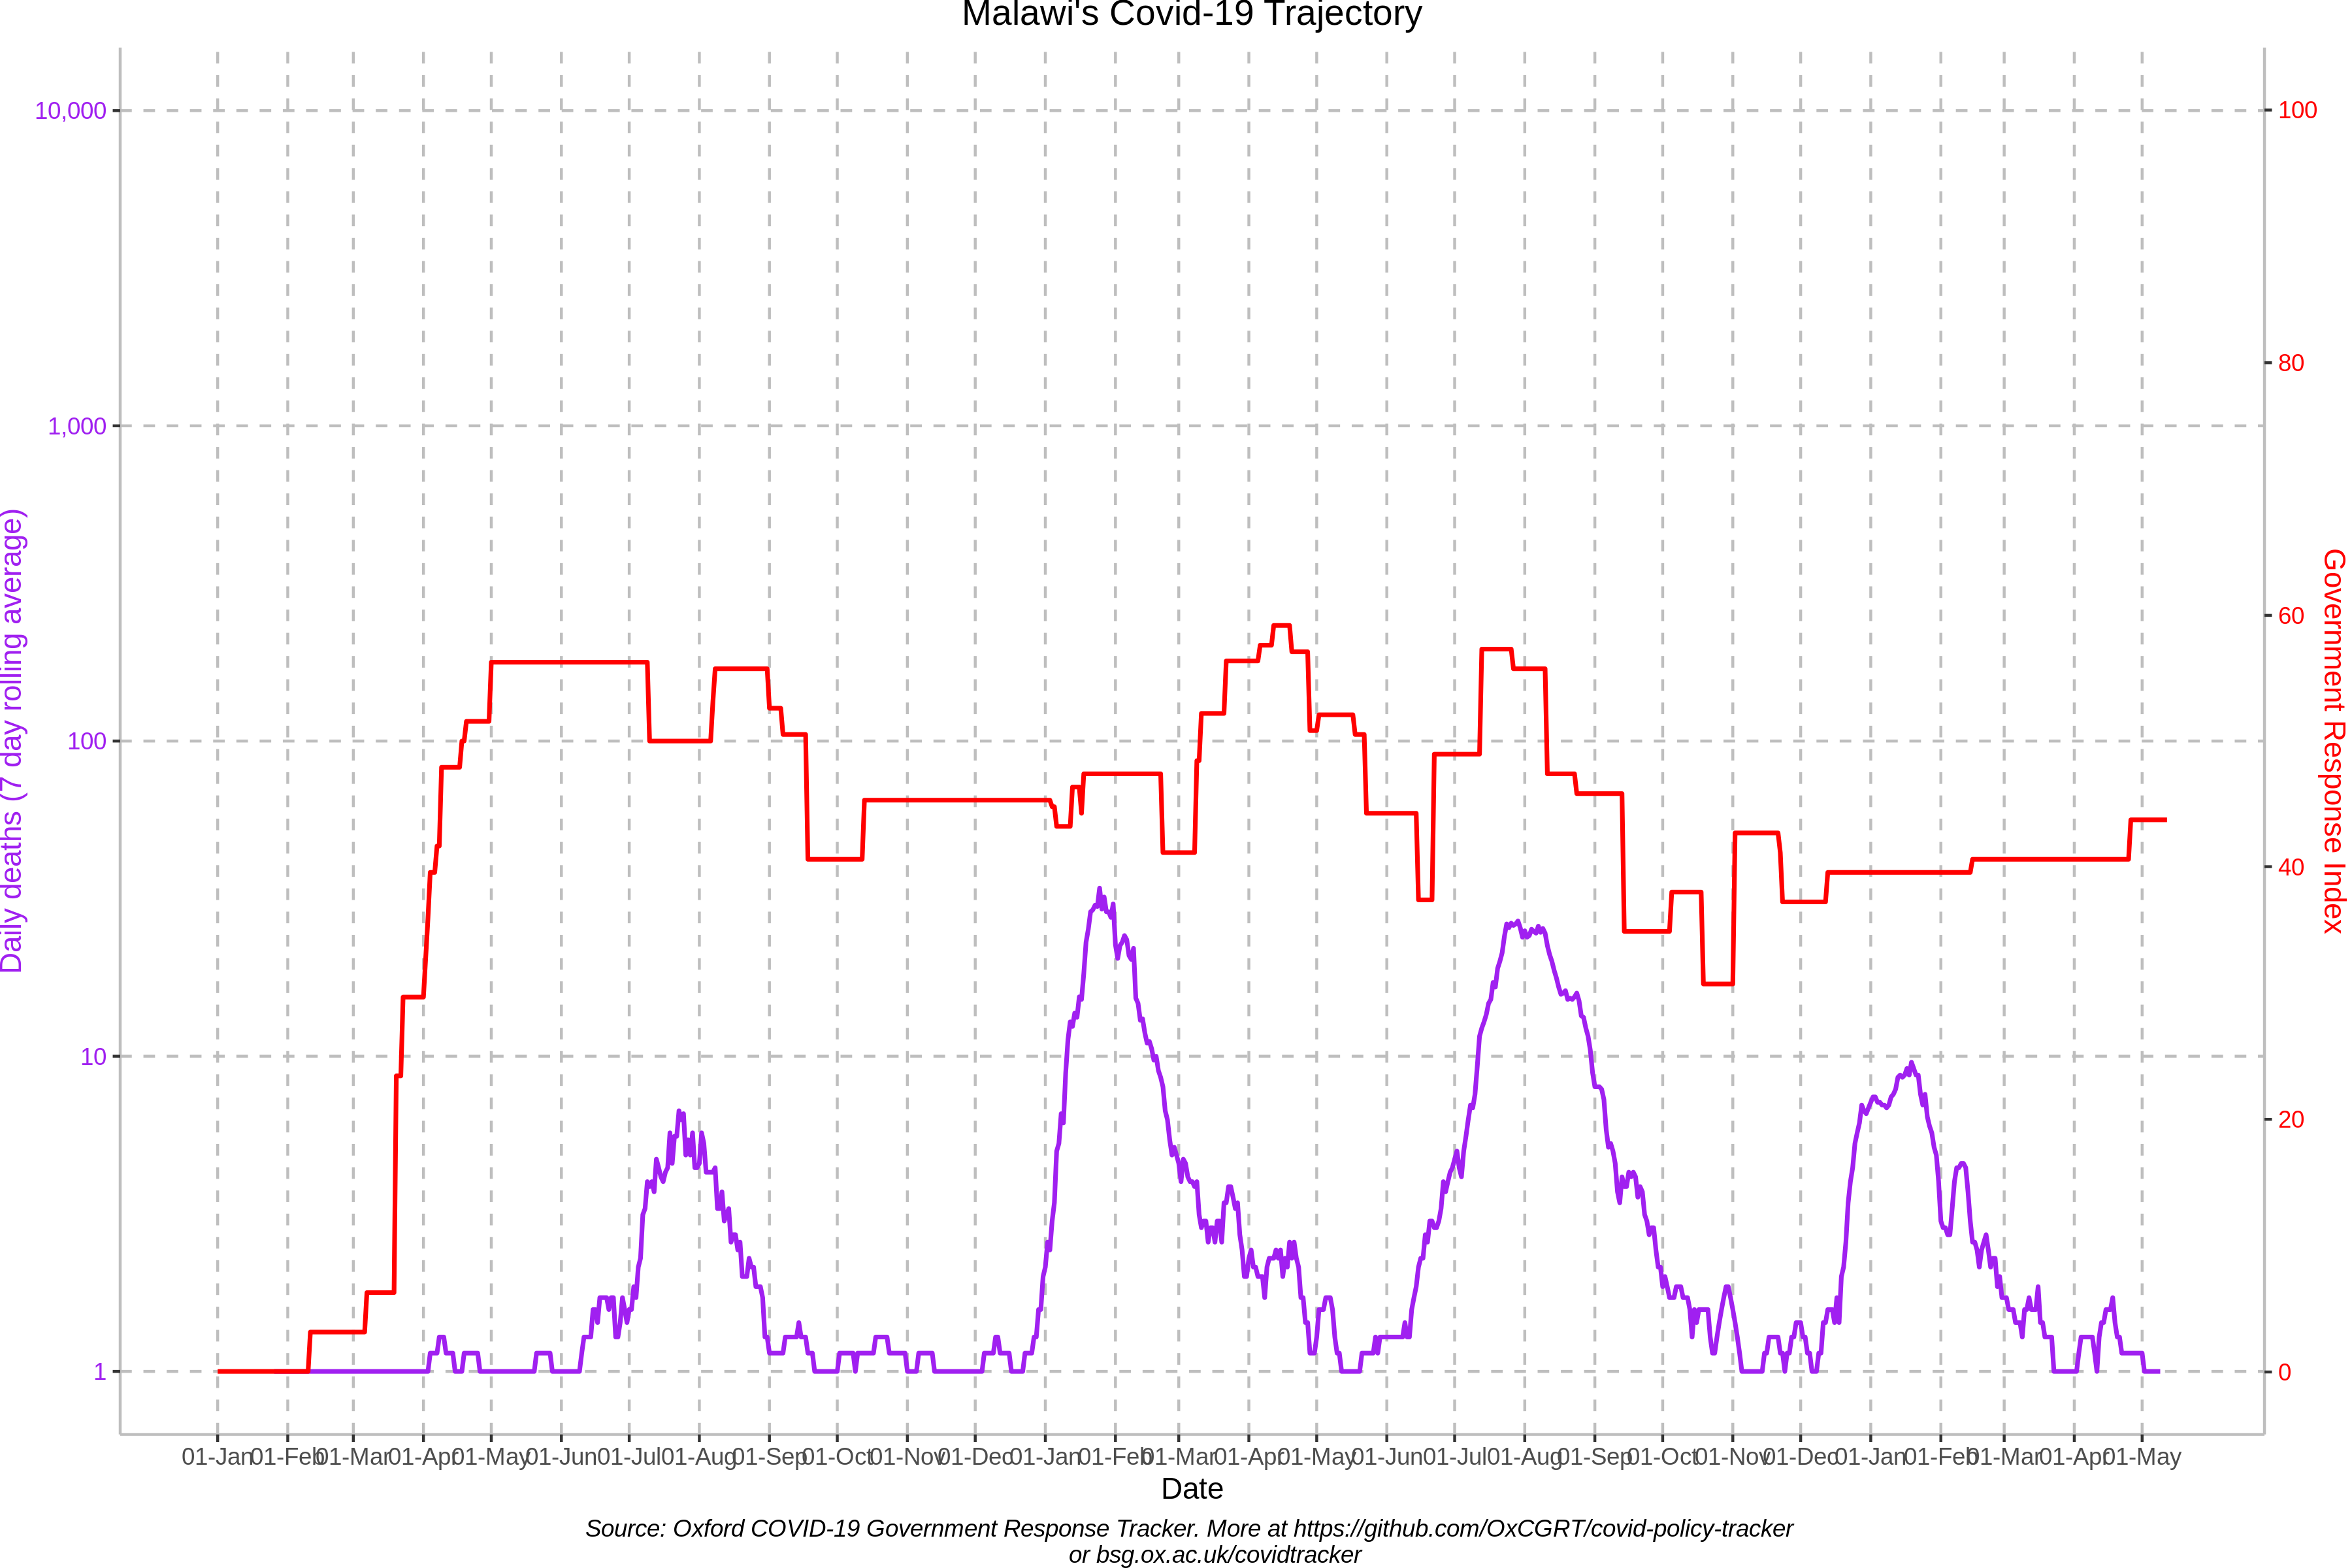 Malawi's Covid-19 Trajectory
10,000
1,000
100
10
1
Daily deaths (7 day rolling average)
100
80
60
40
20
0
Government Response Index
01-Jan 01-Feb 01-Mar 01-Apr 01-May 01-Jun 01-Jul 01-Aug 01-Sep 01-Oct 01-Nov 01-Dec 01-Jan 01-Feb 01-Mar 01-Apr 01-May 01-Jun 01-Jul 01-Aug 01-Sep 01-Oct 01-Nov 01-Dec 01-Jan 01-Feb 01-Mar 01-Apr 01-May
Date
Source: Oxford COVID-19 Government Response Tracker. More at https://github.com/OxCGRT/covid-policy-tracker
or bsg.ox.ac.uk/covidtracker